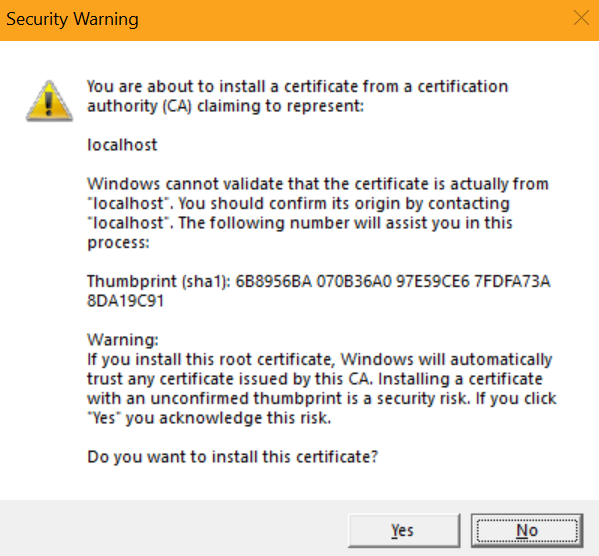 Security Warning
You are about to install a certificate from a certification
authority (CA) claiming to represent:
localhost
Windows cannot validate that the certificate is actually from
"localhost". You should confirm its origin by contacting
"localhost". The following number will assist you in this
process:
Thumbprint (sha1): 6B8956BA 070B36A0 97E59CE6 7FDFA73A
8DA19C91
Warning:
If you install this root certificate, Windows will automatically
trust any certificate issued by this CA. Installing a certificate
with an unconfirmed thumbprint is a security risk. If you click
"Yes" you acknowledge this risk.
Do you want to install this certificate?
Yes
No